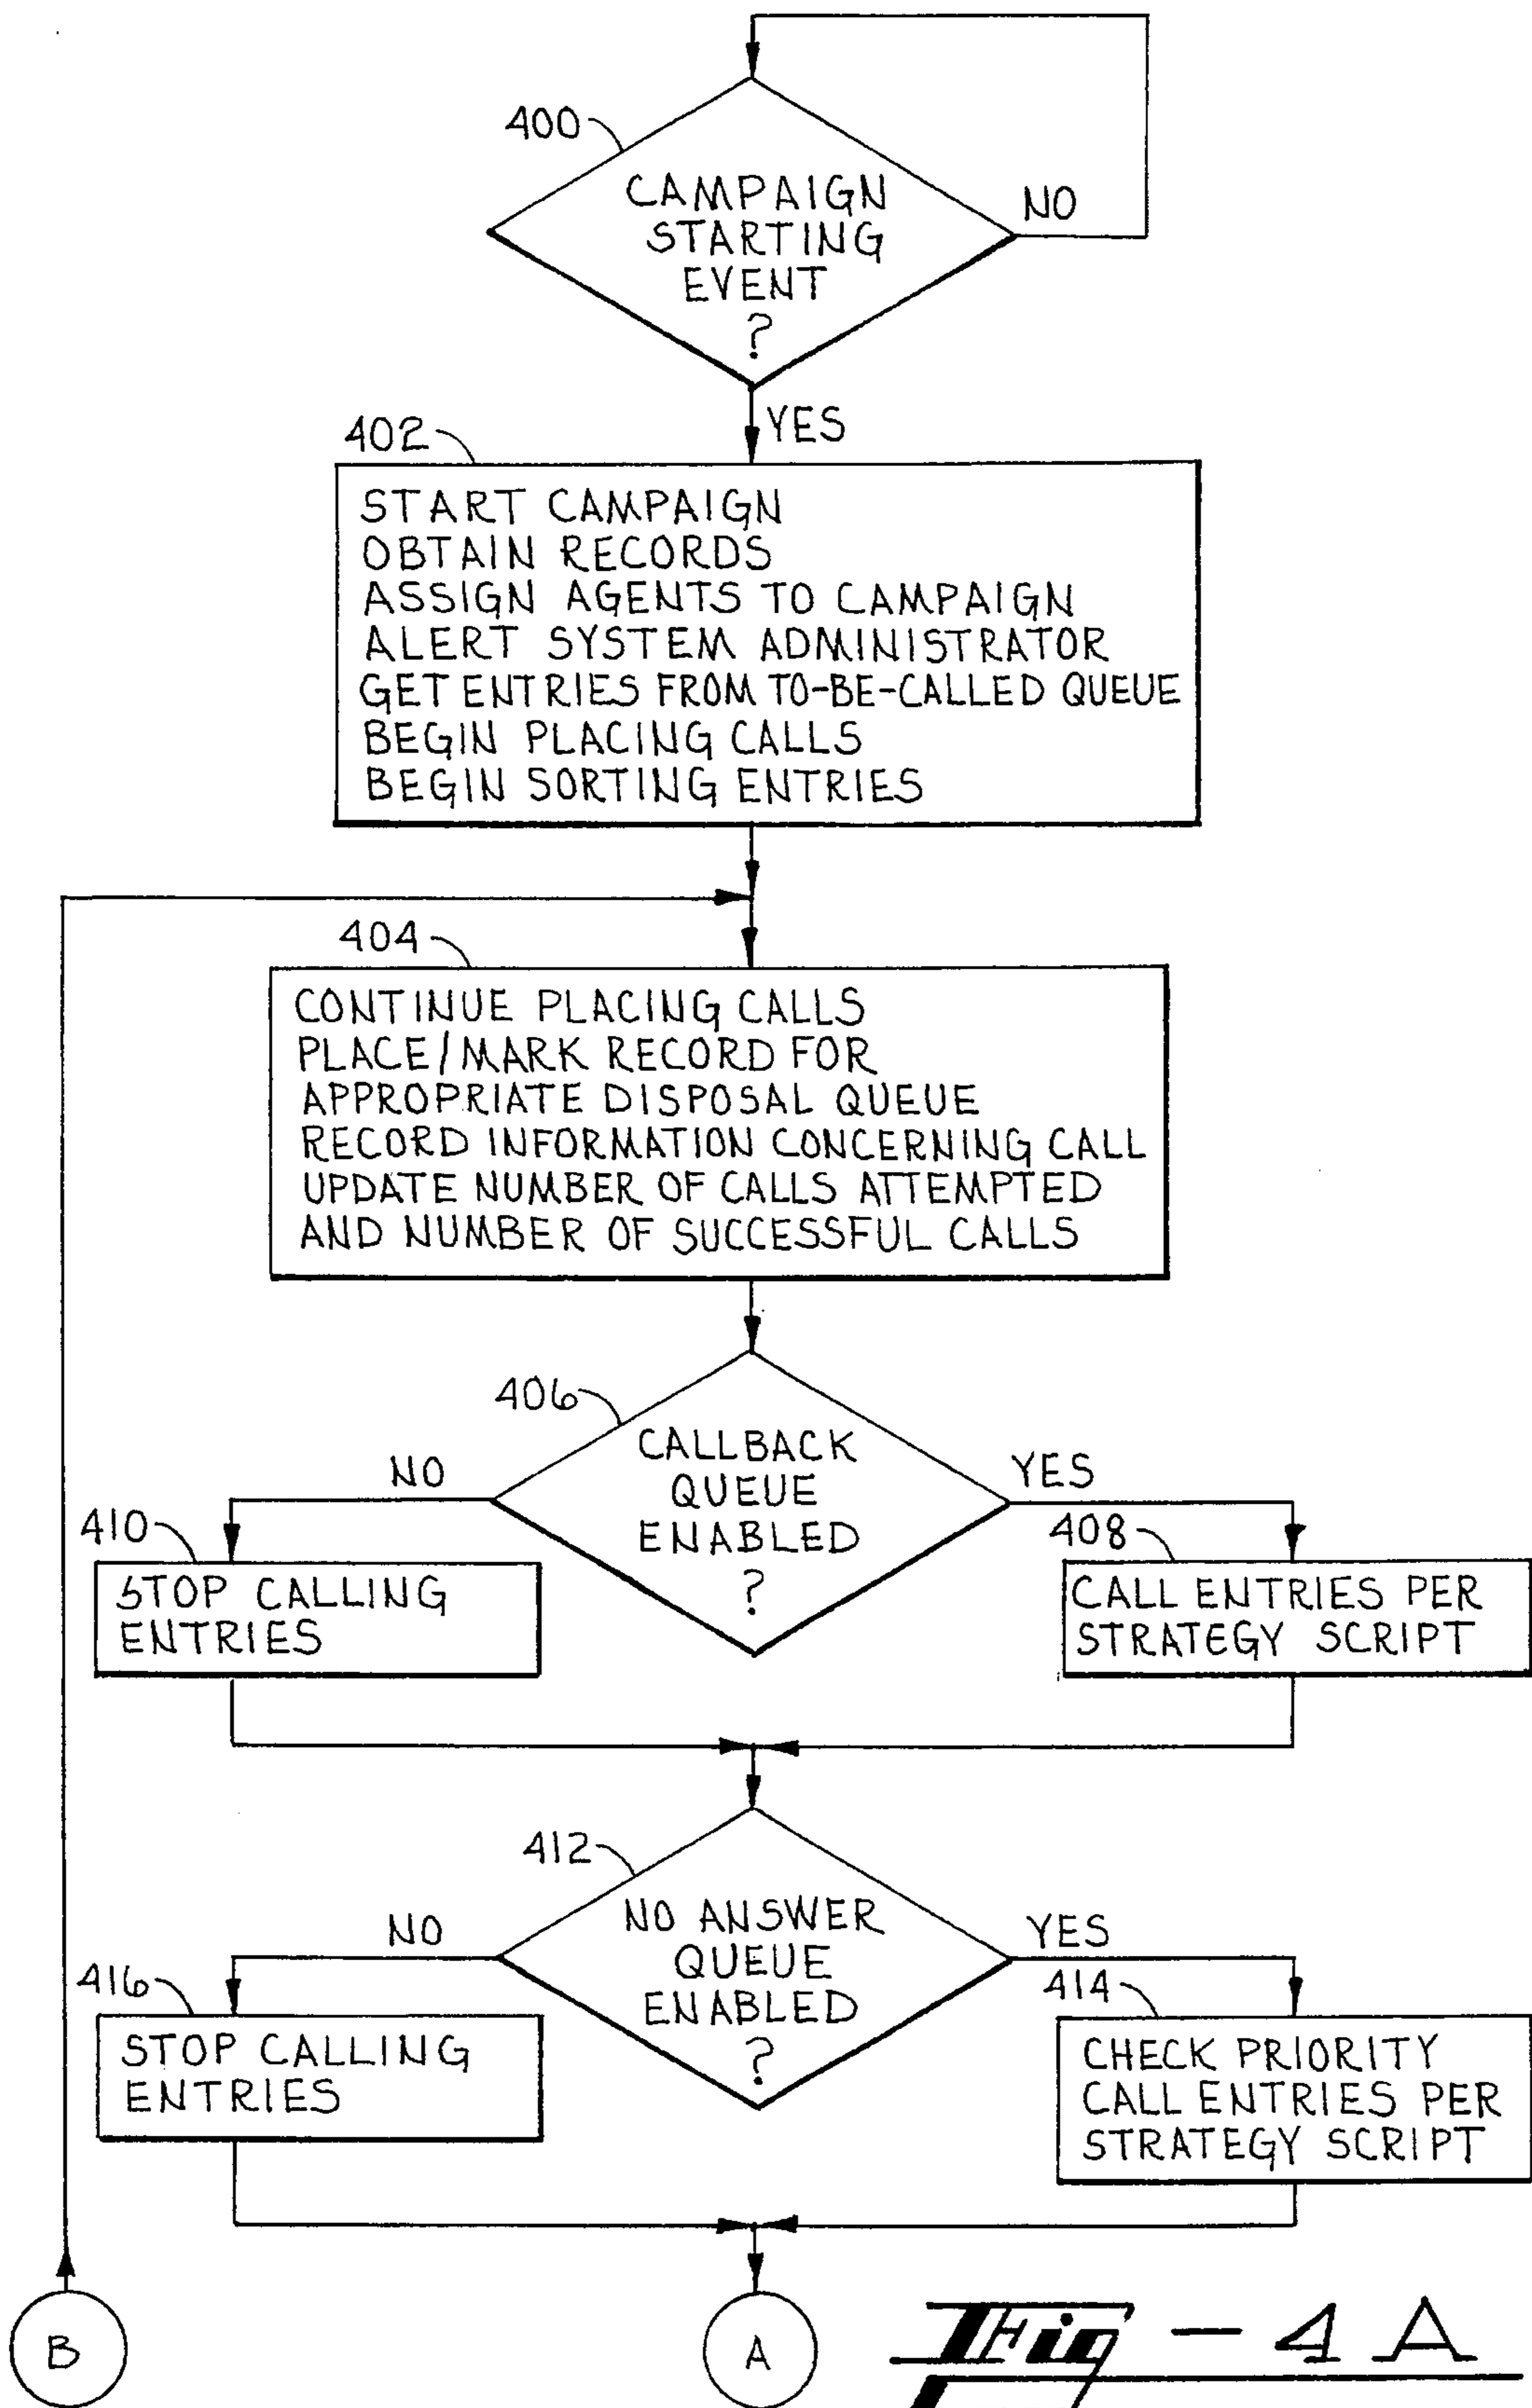 400
CAMPAIGN
STARTING
EVENT
?
NO
YES
402
START CAMPAIGN
OBTAIN RECORDS
ASSIGN AGENTS TO CAMPAIGN
ALERT SYSTEM ADMINISTRATOR
GET ENTRIES FROM TO-BE-CALLED QUEUE
BEGIN PLACING CALLS
BEGIN SORTING ENTRIES
404
CONTINUE PLACING CALLS
PLACE/MARK RECORD FOR
APPROPRIATE DISPOSAL QUEUE
RECORD INFORMATION CONCERNING CALL
UPDATE NUMBER OF CALLS ATTEMPTED
AND NUMBER OF SUCCESSFUL CALLS
406
CALLBACK
QUEUE
ENABLED
?
NO
YES
410
STOP CALLING
ENTRIES
408
CALL ENTRIES PER
STRATEGY SCRIPT
412
NO ANSWER
QUEUE
ENABLED
?
NO
YES
416
STOP CALLING
ENTRIES
414
CHECK PRIORITY
CALL ENTRIES PER
STRATEGY SCRIPT
B
A
Fig - 4 A